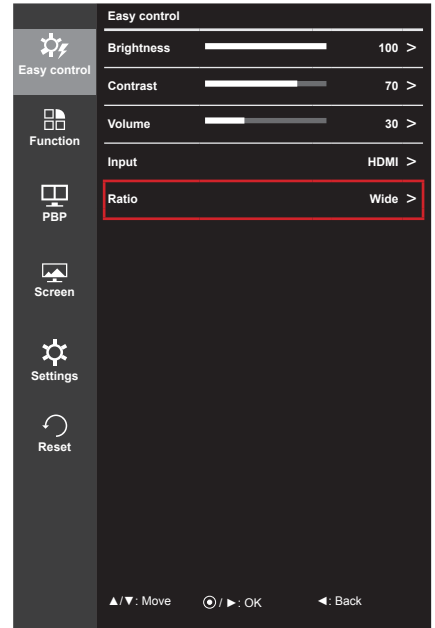 Easy control
Easy control
Function
PBP
Screen
Settings
Reset
Brightness 100 >
Contrast 70 >
Volume 30 >
Input HDMI >
Ratio Wide >
▲/▼: Move ⦿/ ►: OK ◄: Back